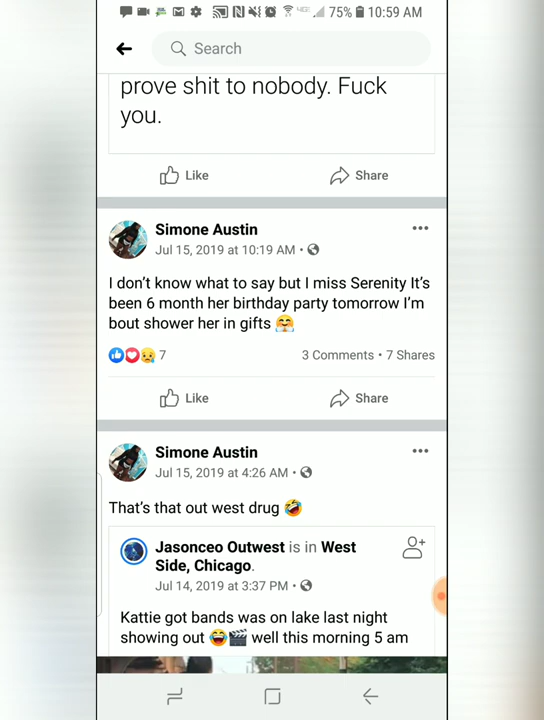 75% 10:59 AM
Search
prove shit to nobody. Fuck
you.
Like Share
Simone Austin
Jul 15, 2019 at 10:19 AM •
I don't know what to say but I miss Serenity It's
been 6 month her birthday party tomorrow I'm
bout shower her in gifts 🤗
7 3 Comments • 7 Shares
Like Share
Simone Austin
Jul 15, 2019 at 4:26 AM •
That's that out west drug 🤣
Jasonceo Outwest is in West
Side, Chicago.
Jul 14, 2019 at 3:37 PM •
Kattie got bands was on lake last night
showing out 😂🎬 well this morning 5 am